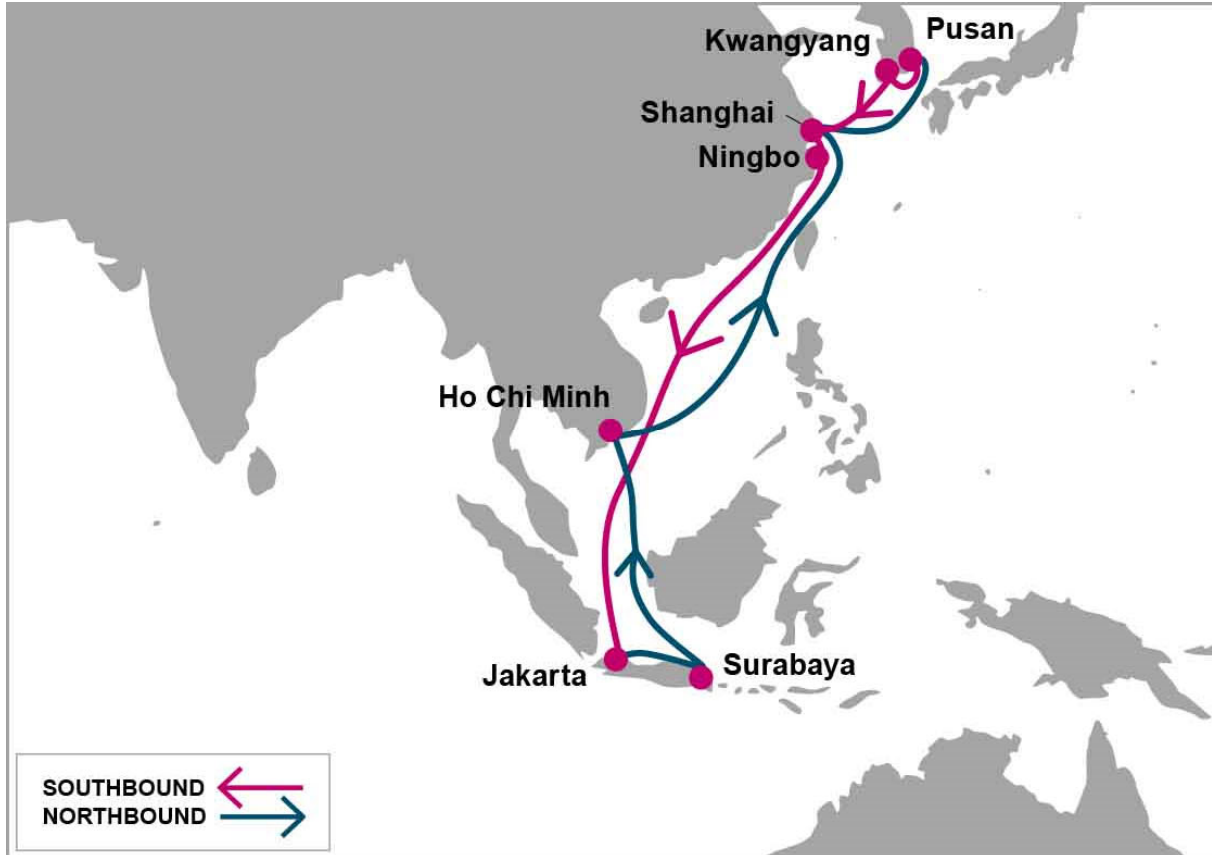 Pusan
Kwangyang
Shanghai
Ningbo
Ho Chi Minh
Jakarta
Surabaya
SOUTHBOUND
NORTHBOUND